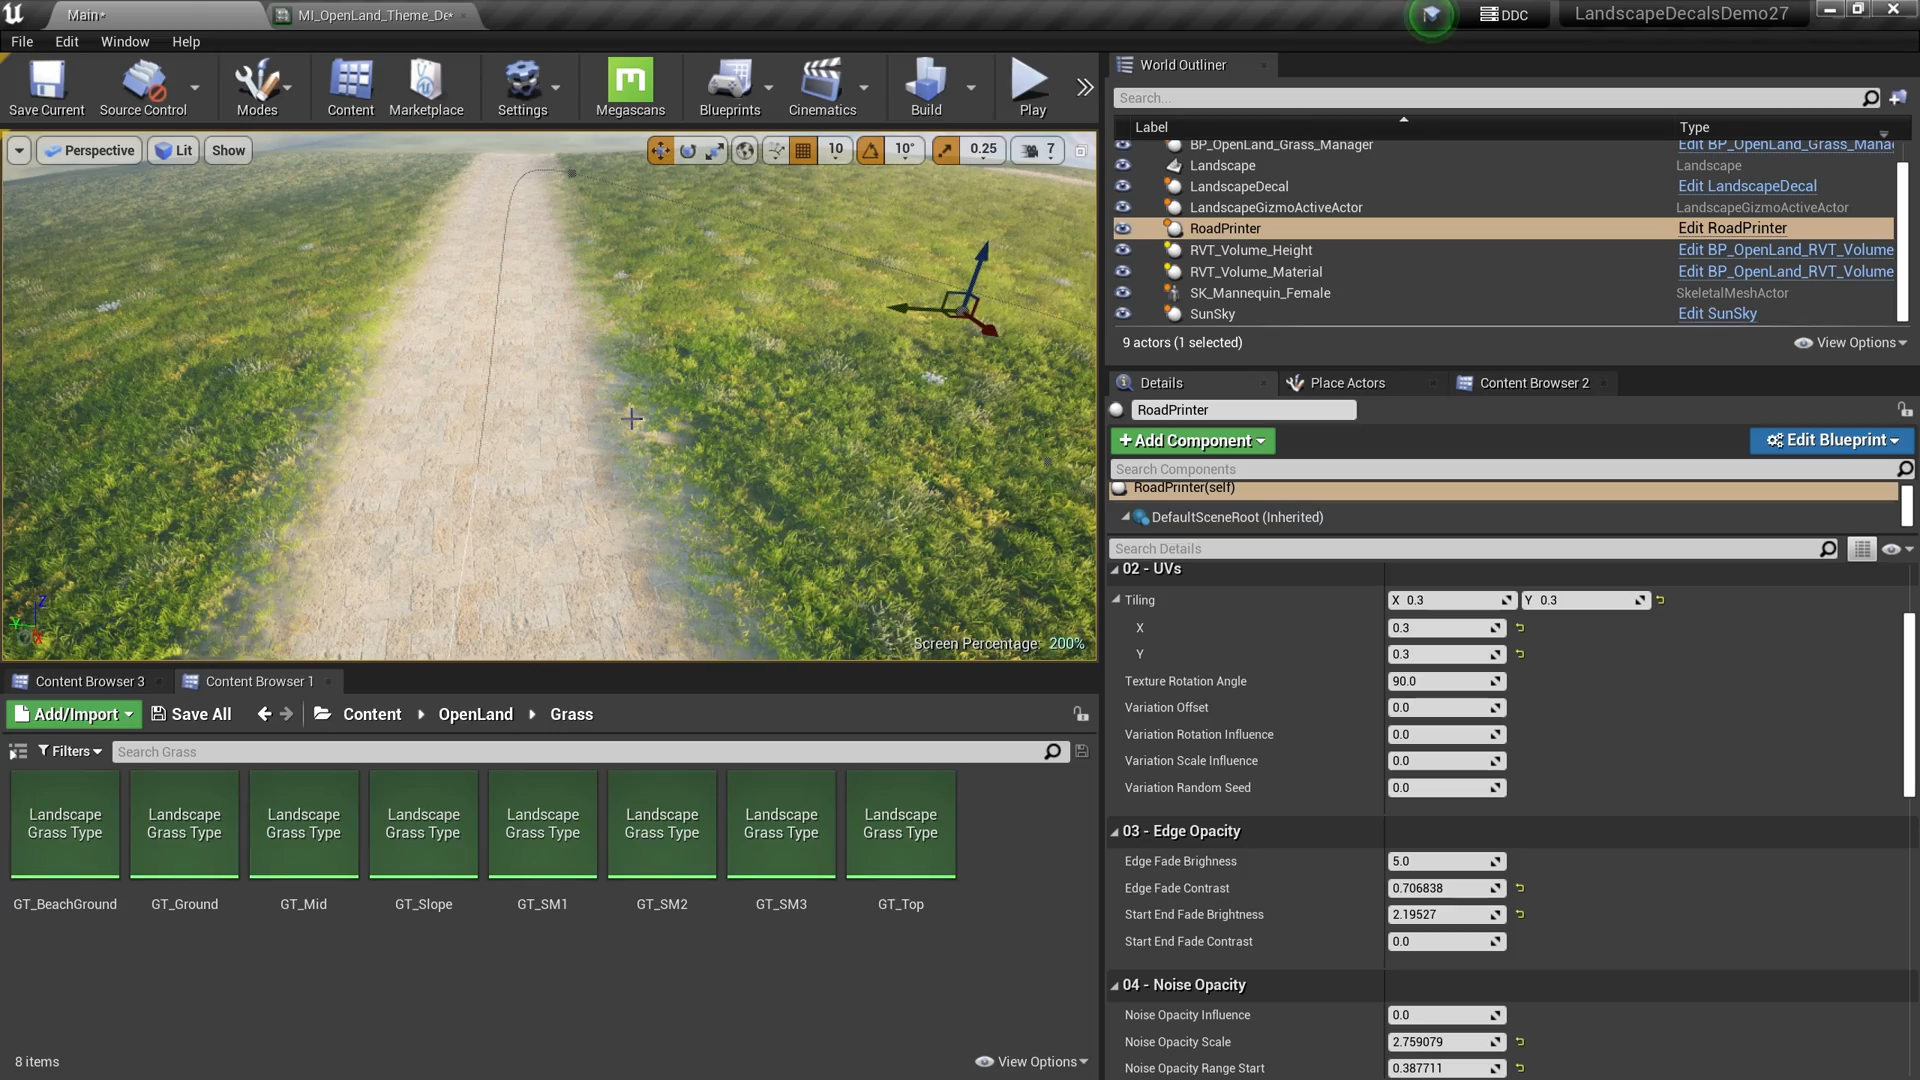 Main*
MI_OpenLand_Theme_De*
DDC
LandscapeDecalsDemo27
File Edit Window Help
Save Current
Source Control
Modes
Content
Marketplace
Settings
Megascans
Blueprints
Cinematics
Build
Play
Perspective
Lit
Show
10
10°
0.25
7
Screen Percentage: 200%
World Outliner
Search...
Label Type
BP_OpenLand_Grass_Manager Edit BP_OpenLand_Grass_Mana
Landscape Landscape
LandscapeDecal Edit LandscapeDecal
LandscapeGizmoActiveActor LandscapeGizmoActiveActor
RoadPrinter Edit RoadPrinter
RVT_Volume_Height Edit BP_OpenLand_RVT_Volume
RVT_Volume_Material Edit BP_OpenLand_RVT_Volume
SK_Mannequin_Female SkeletalMeshActor
SunSky Edit SunSky
9 actors (1 selected)
View Options
Details
Place Actors
Content Browser 2
RoadPrinter
+Add Component
Edit Blueprint
Search Components
RoadPrinter(self)
DefaultSceneRoot (Inherited)
Search Details
02 - UVs
Tiling X 0.3 Y 0.3
X 0.3
Y 0.3
Texture Rotation Angle 90.0
Variation Offset 0.0
Variation Rotation Influence 0.0
Variation Scale Influence 0.0
Variation Random Seed 0.0
03 - Edge Opacity
Edge Fade Brighness 5.0
Edge Fade Contrast 0.706838
Start End Fade Brightness 2.19527
Start End Fade Contrast 0.0
04 - Noise Opacity
Noise Opacity Influence 0.0
Noise Opacity Scale 2.759079
Noise Opacity Range Start 0.387711
Content Browser 3
Content Browser 1
Add/Import
Save All
Content
OpenLand
Grass
Filters
Search Grass
Landscape Grass Type
Landscape Grass Type
Landscape Grass Type
Landscape Grass Type
Landscape Grass Type
Landscape Grass Type
Landscape Grass Type
Landscape Grass Type
GT_BeachGround
GT_Ground
GT_Mid
GT_Slope
GT_SM1
GT_SM2
GT_SM3
GT_Top
8 items
View Options